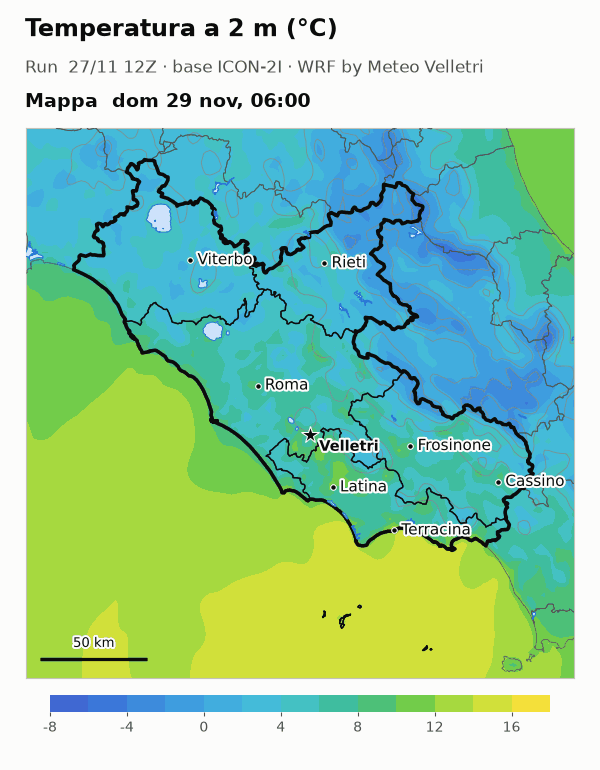 Temperatura a 2 m (°C)
Run  27/11 12Z · base ICON-2I · WRF by Meteo Velletri
Mappa  dom 29 nov, 06:00
Viterbo
Rieti
Roma
Velletri
Frosinone
Latina
Cassino
Terracina
50 km
-8 -4 0 4 8 12 16